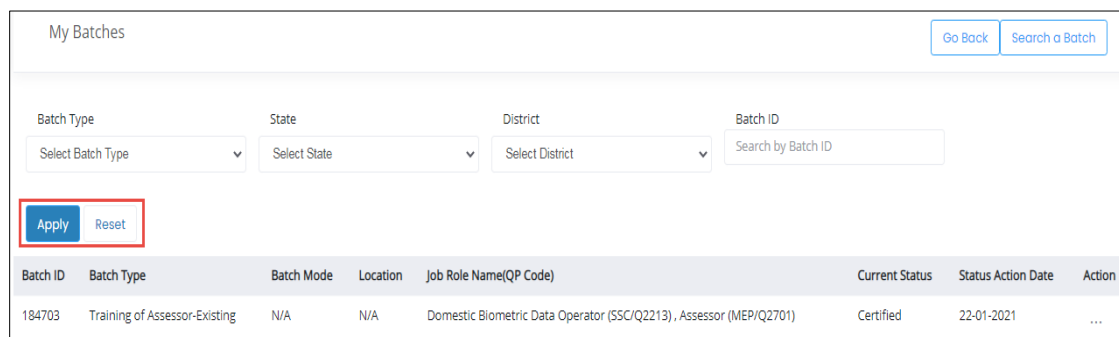 My Batches
Go Back Search a Batch
Batch Type State District Batch ID
Select Batch Type Select State Select District Search by Batch ID
Apply Reset
Batch ID Batch Type Batch Mode Location Job Role Name(QP Code) Current Status Status Action Date Action
184703 Training of Assessor-Existing N/A N/A Domestic Biometric Data Operator (SSC/Q2213) , Assessor (MEP/Q2701) Certified 22-01-2021 ...